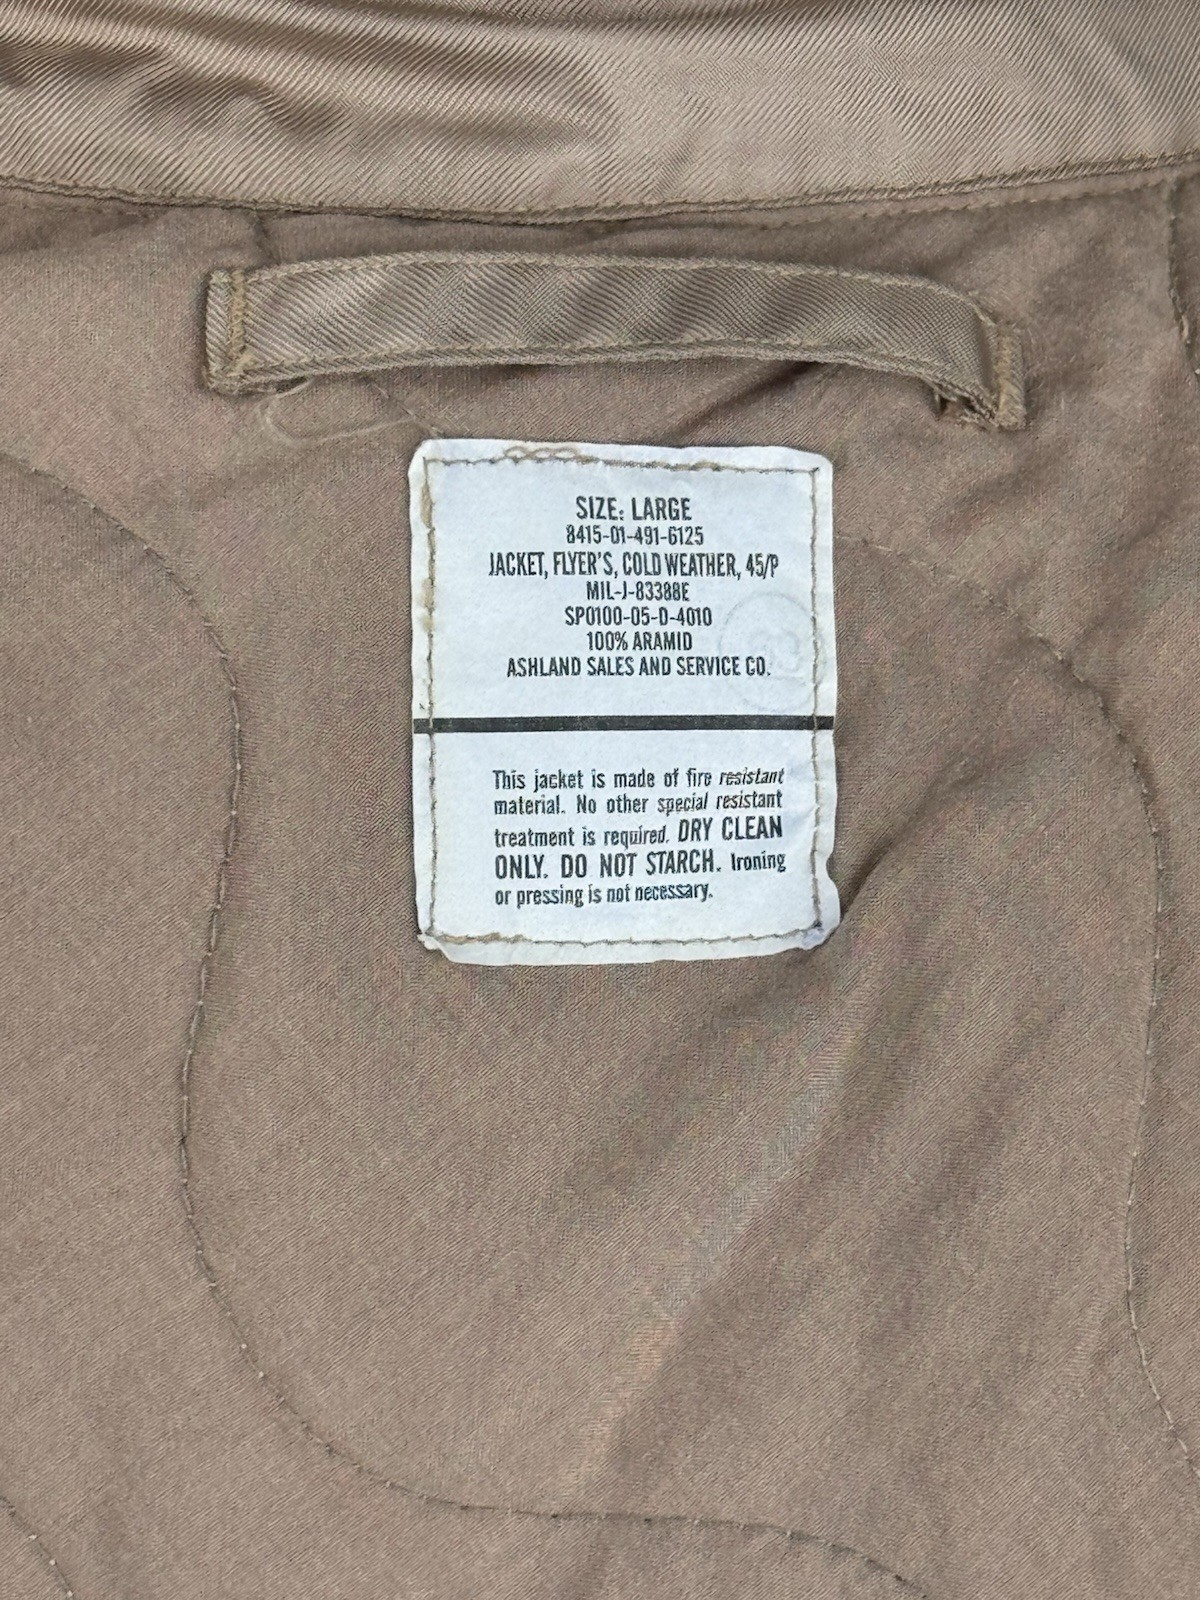 SIZE: LARGE
8415-01-491-6125
JACKET, FLYER'S, COLD WEATHER, 45/P
MIL-J-83388E
SP0100-05-D-4010
100% ARAMID
ASHLAND SALES AND SERVICE CO.
This jacket is made of fire resistant
material. No other special resistant
treatment is required. DRY CLEAN
ONLY. DO NOT STARCH. Ironing
or pressing is not necessary.